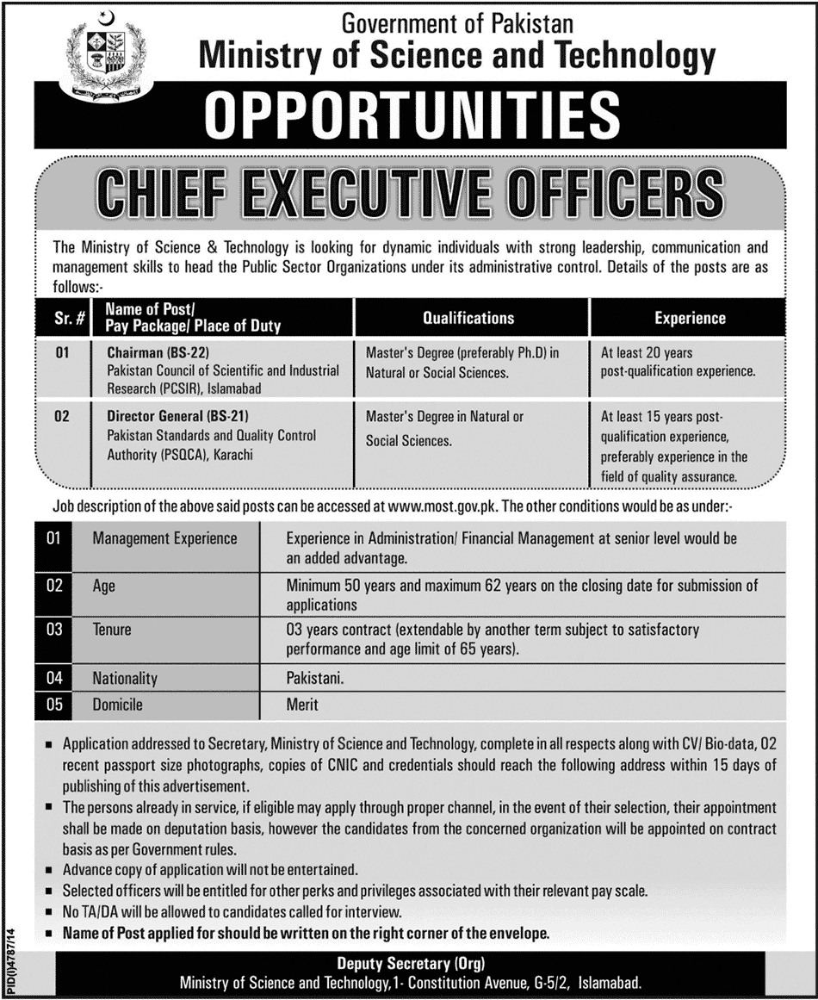 Government of Pakistan
Ministry of Science and Technology
OPPORTUNITIES
CHIEF EXECUTIVE OFFICERS
The Ministry of Science & Technology is looking for dynamic individuals with strong leadership, communication and
management skills to head the Public Sector Organizations under its administrative control. Details of the posts are as
follows:-
Sr. #
Name of Post/
Pay Package/ Place of Duty
Qualifications
Experience
01
Chairman (BS-22)
Pakistan Council of Scientific and Industrial
Research (PCSIR), Islamabad
Master's Degree (preferably Ph.D) in
Natural or Social Sciences.
At least 20 years
post-qualification experience.
02
Director General (BS-21)
Pakistan Standards and Quality Control
Authority (PSQCA), Karachi
Master's Degree in Natural or
Social Sciences.
At least 15 years post-
qualification experience,
preferably experience in the
field of quality assurance.
Job description of the above said posts can be accessed at www.most.gov.pk. The other conditions would be as under:-
01
Management Experience
Experience in Administration/ Financial Management at senior level would be
an added advantage.
02
Age
Minimum 50 years and maximum 62 years on the closing date for submission of
applications
03
Tenure
03 years contract (extendable by another term subject to satisfactory
performance and age limit of 65 years).
04
Nationality
Pakistani.
05
Domicile
Merit
▪ Application addressed to Secretary, Ministry of Science and Technology, complete in all respects along with CV/ Bio-data, 02
recent passport size photographs, copies of CNIC and credentials should reach the following address within 15 days of
publishing of this advertisement.
▪ The persons already in service, if eligible may apply through proper channel, in the event of their selection, their appointment
shall be made on deputation basis, however the candidates from the concerned organization will be appointed on contract
basis as per Government rules.
▪ Advance copy of application will not be entertained.
▪ Selected officers will be entitled for other perks and privileges associated with their relevant pay scale.
▪ No TA/DA will be allowed to candidates called for interview.
▪ Name of Post applied for should be written on the right corner of the envelope.
PID(I)4787/14
Deputy Secretary (Org)
Ministry of Science and Technology,1- Constitution Avenue, G-5/2, Islamabad.